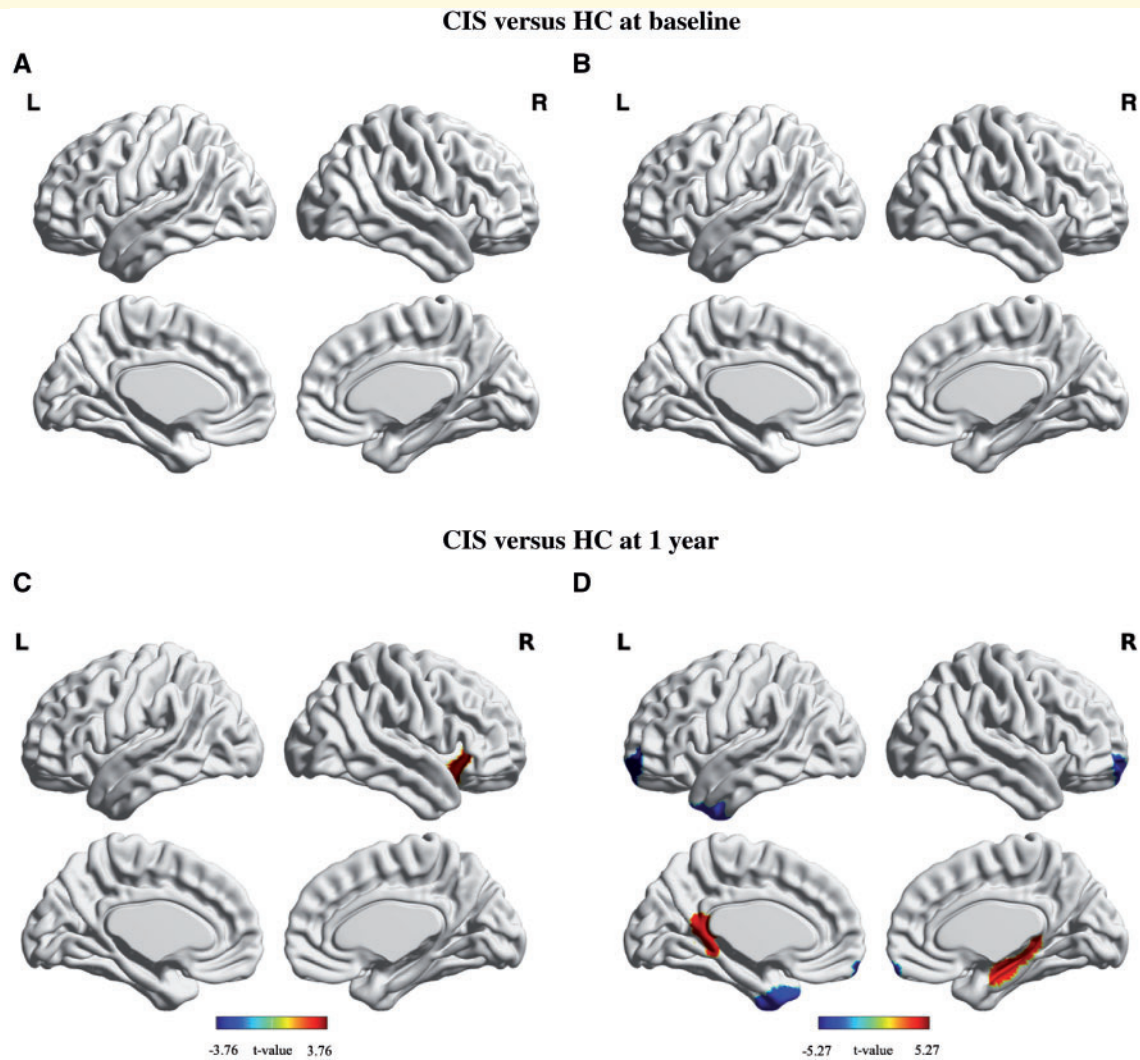 CIS versus HC at baseline
A
B
L
R
L
R
CIS versus HC at 1 year
C
D
L
R
L
R
-3.76 t-value 3.76
-5.27 t-value 5.27